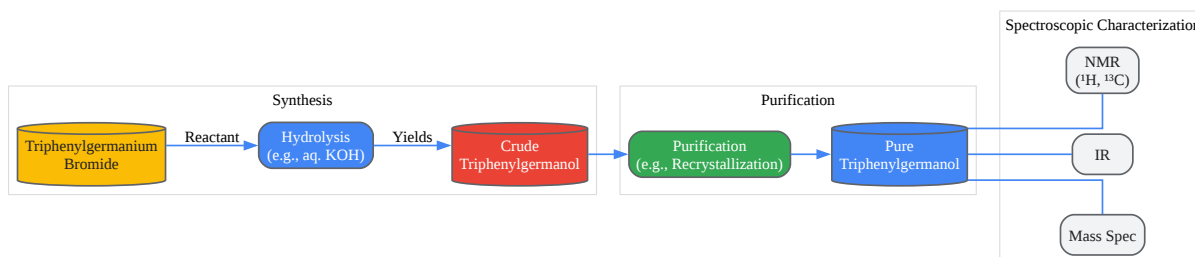 Synthesis
Triphenylgermanium
Bromide
Reactant
Hydrolysis
(e.g., aq. KOH)
Yields
Crude
Triphenylgermanol
Purification
Purification
(e.g., Recrystallization)
Pure
Triphenylgermanol
Spectroscopic Characterization
NMR
(¹H, ¹³C)
IR
Mass Spec